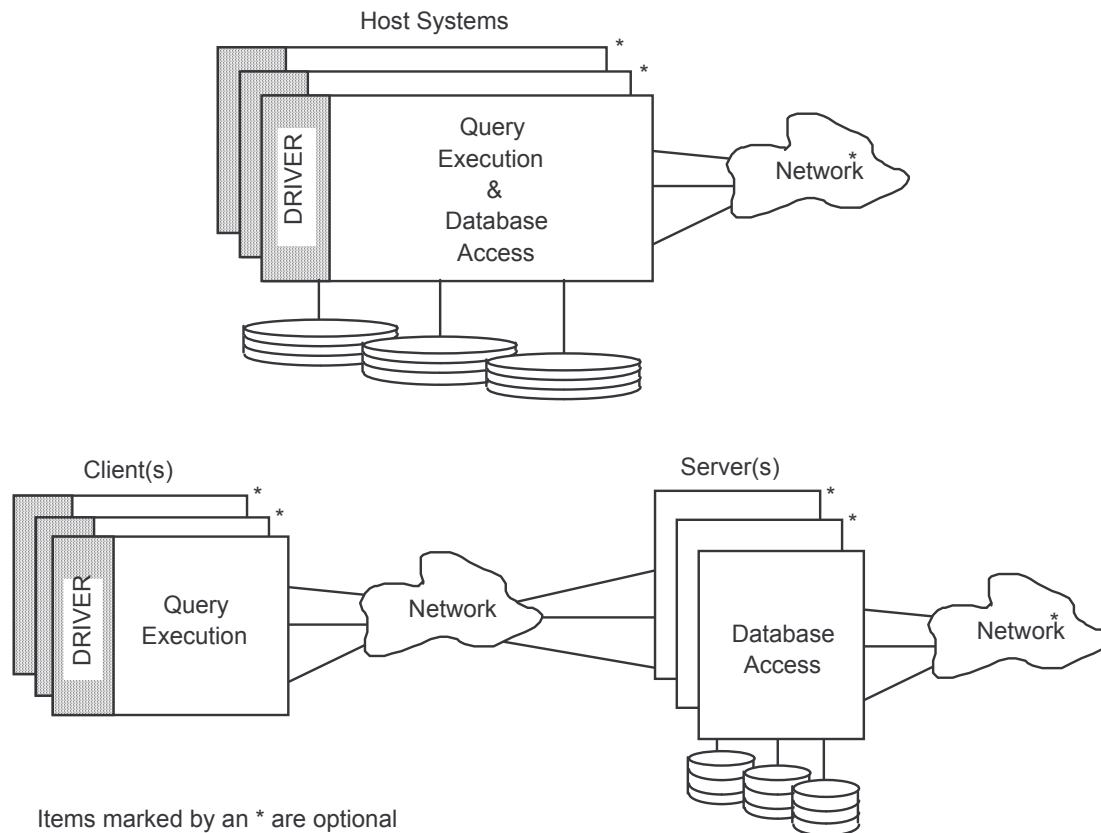 Host Systems
*
*
DRIVER
Query
Execution
&
Database
Access
Network*
Client(s)
*
*
DRIVER
Query
Execution
Network
Server(s)
*
*
Database
Access
Network*
Items marked by an * are optional